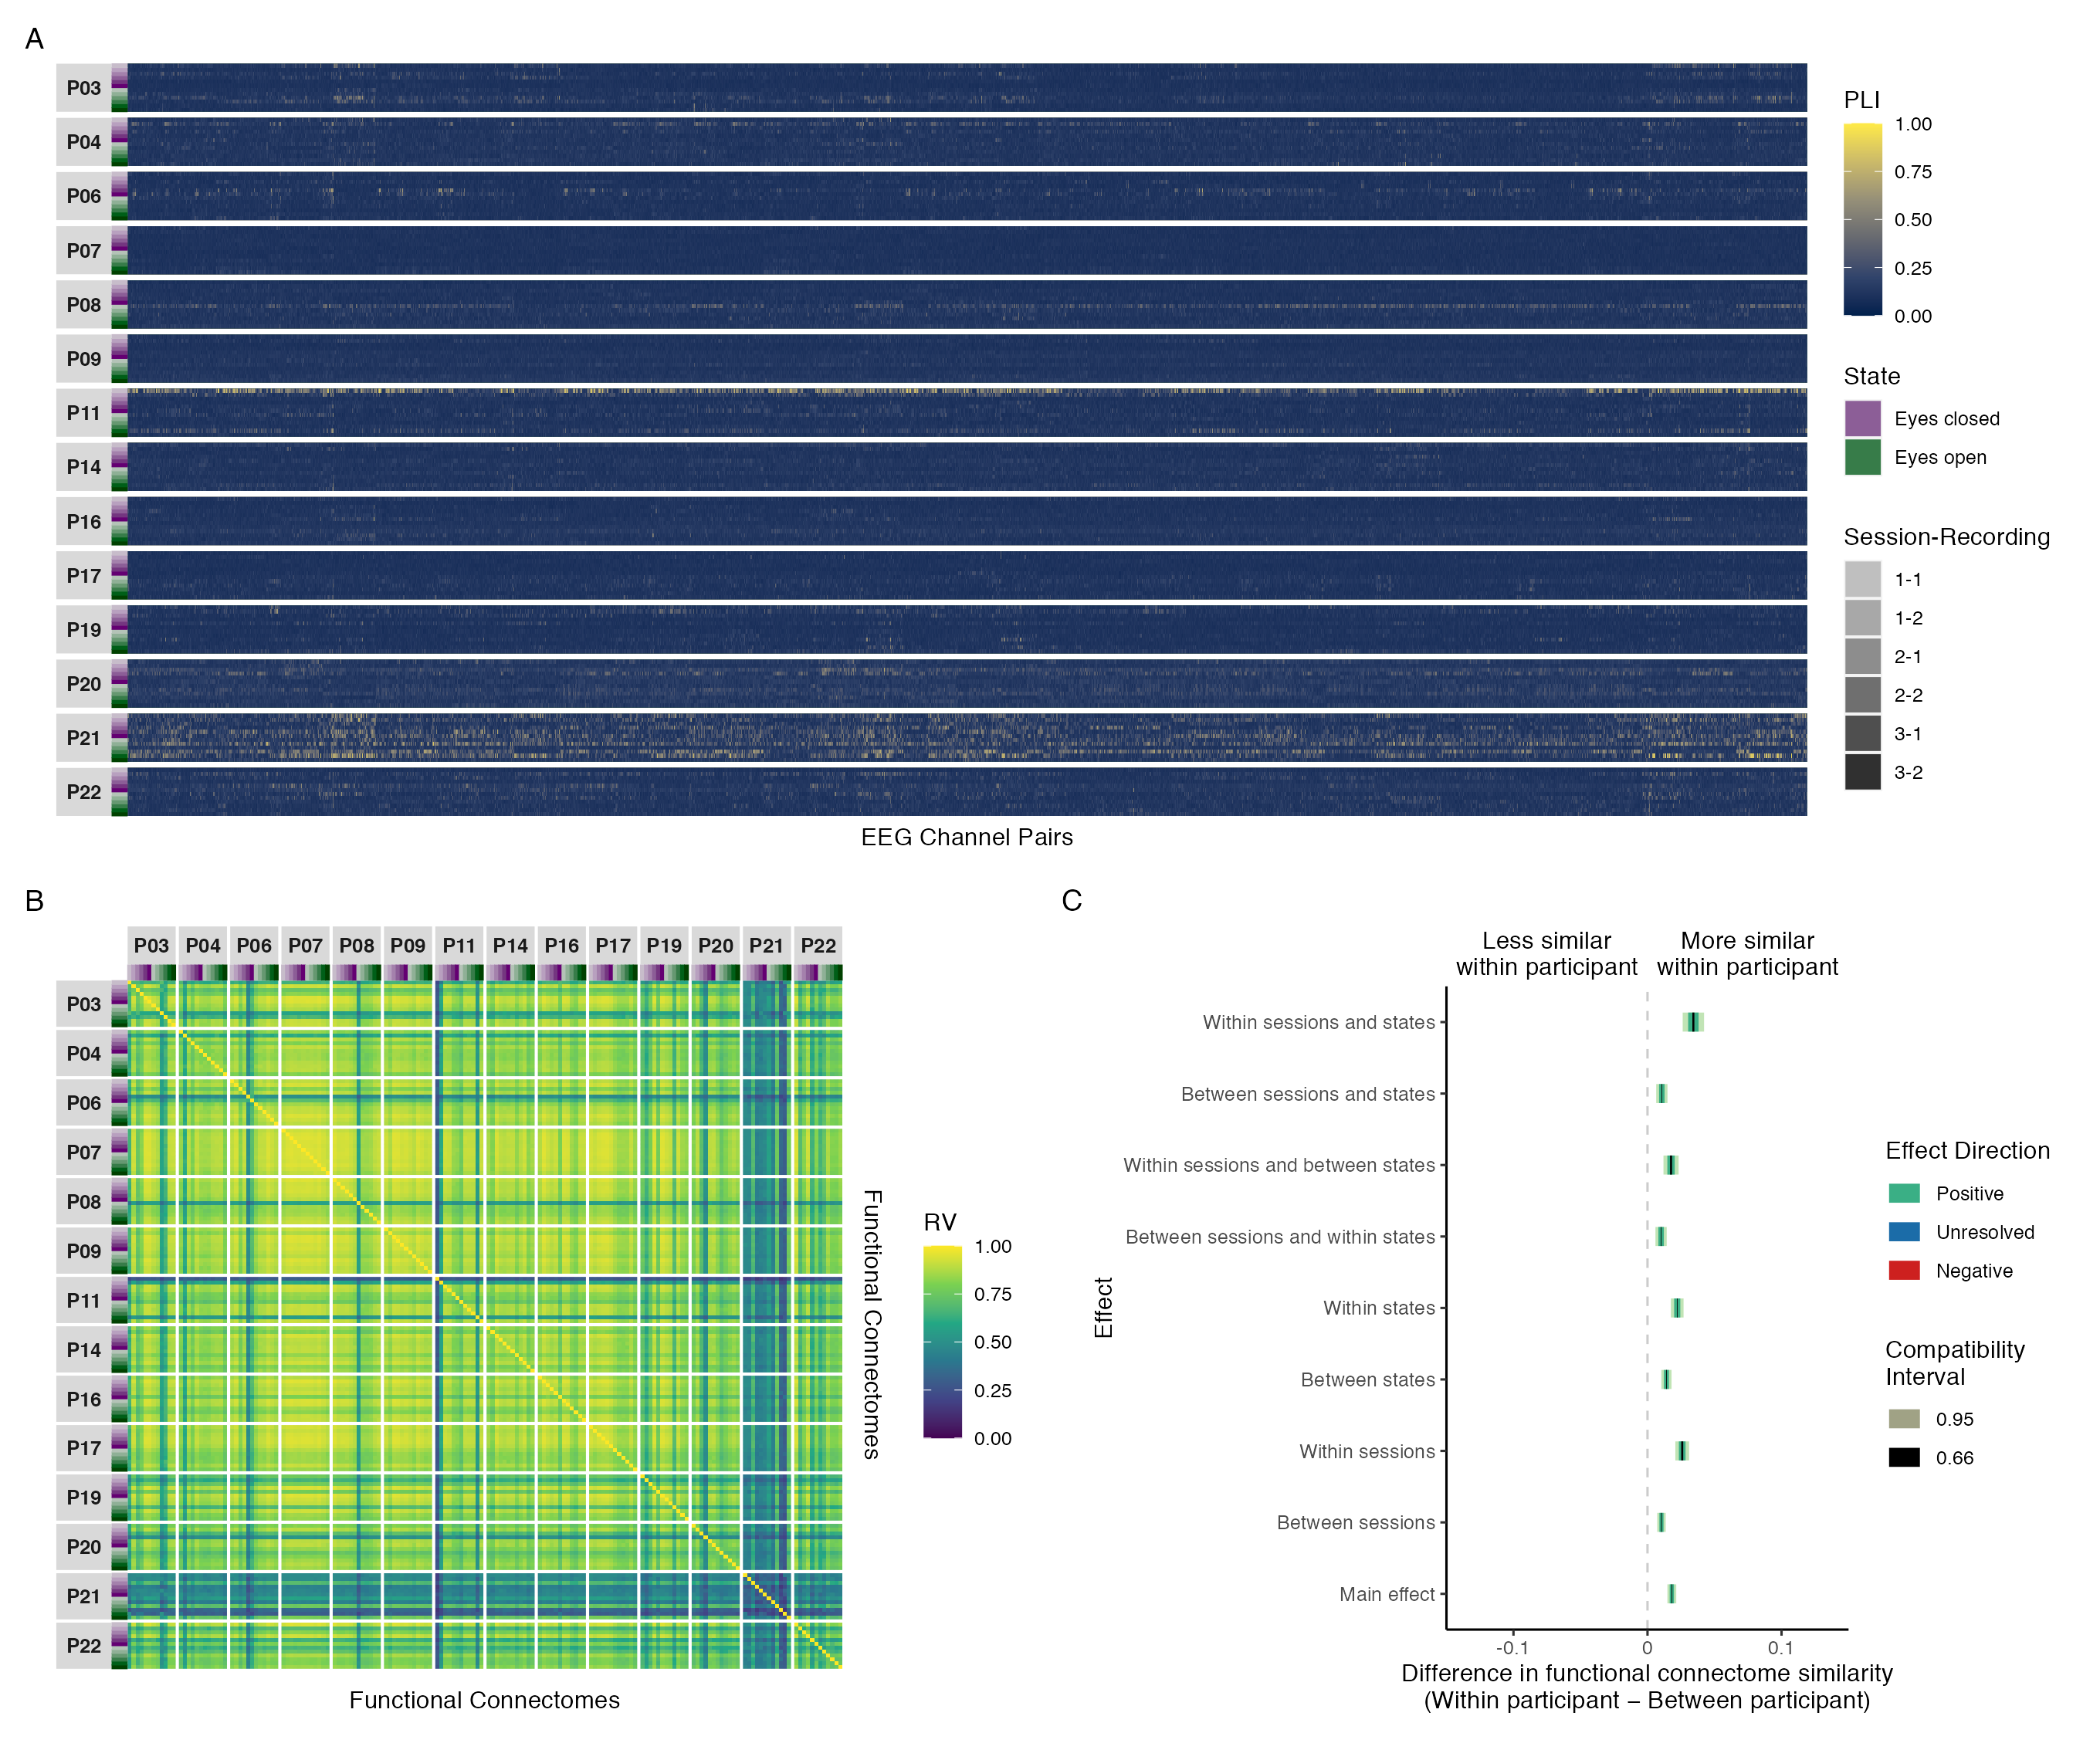 A
P03
P04
P06
P07
P08
P09
P11
P14
P16
P17
P19
P20
P21
P22
EEG Channel Pairs
PLI
1.00
0.75
0.50
0.25
0.00
State
Eyes closed
Eyes open
Session-Recording
1-1
1-2
2-1
2-2
3-1
3-2
B
P03 P04 P06 P07 P08 P09 P11 P14 P16 P17 P19 P20 P21 P22
P03
P04
P06
P07
P08
P09
P11
P14
P16
P17
P19
P20
P21
P22
Functional Connectomes
Functional Connectomes
RV
1.00
0.75
0.50
0.25
0.00
C
Less similar
within participant
More similar
within participant
Effect
Within sessions and states
Between sessions and states
Within sessions and between states
Between sessions and within states
Within states
Between states
Within sessions
Between sessions
Main effect
-0.1 0 0.1
Difference in functional connectome similarity
(Within participant – Between participant)
Effect Direction
Positive
Unresolved
Negative
Compatibility
Interval
0.95
0.66